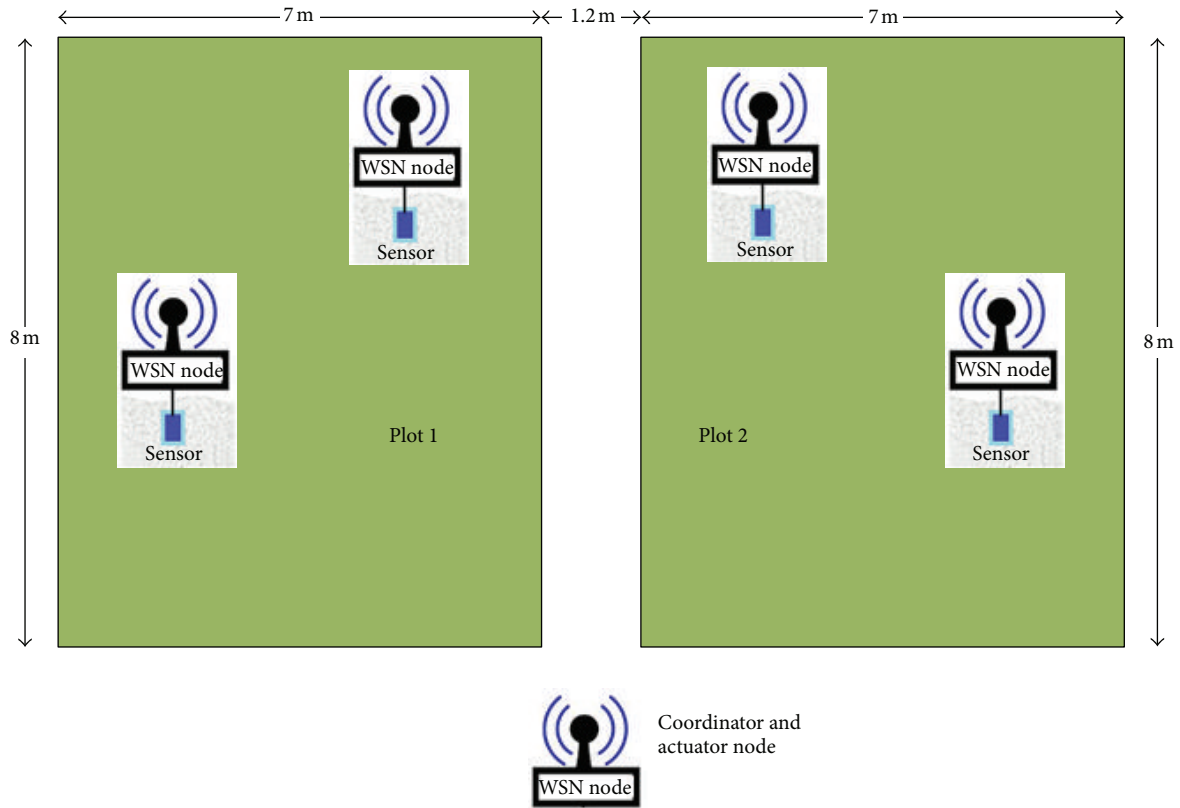 7 m
1.2 m
7 m
WSN node
Sensor
WSN node
Sensor
8 m
WSN node
Sensor
WSN node
Sensor
8 m
Plot 1
Plot 2
Coordinator and
actuator node
WSN node